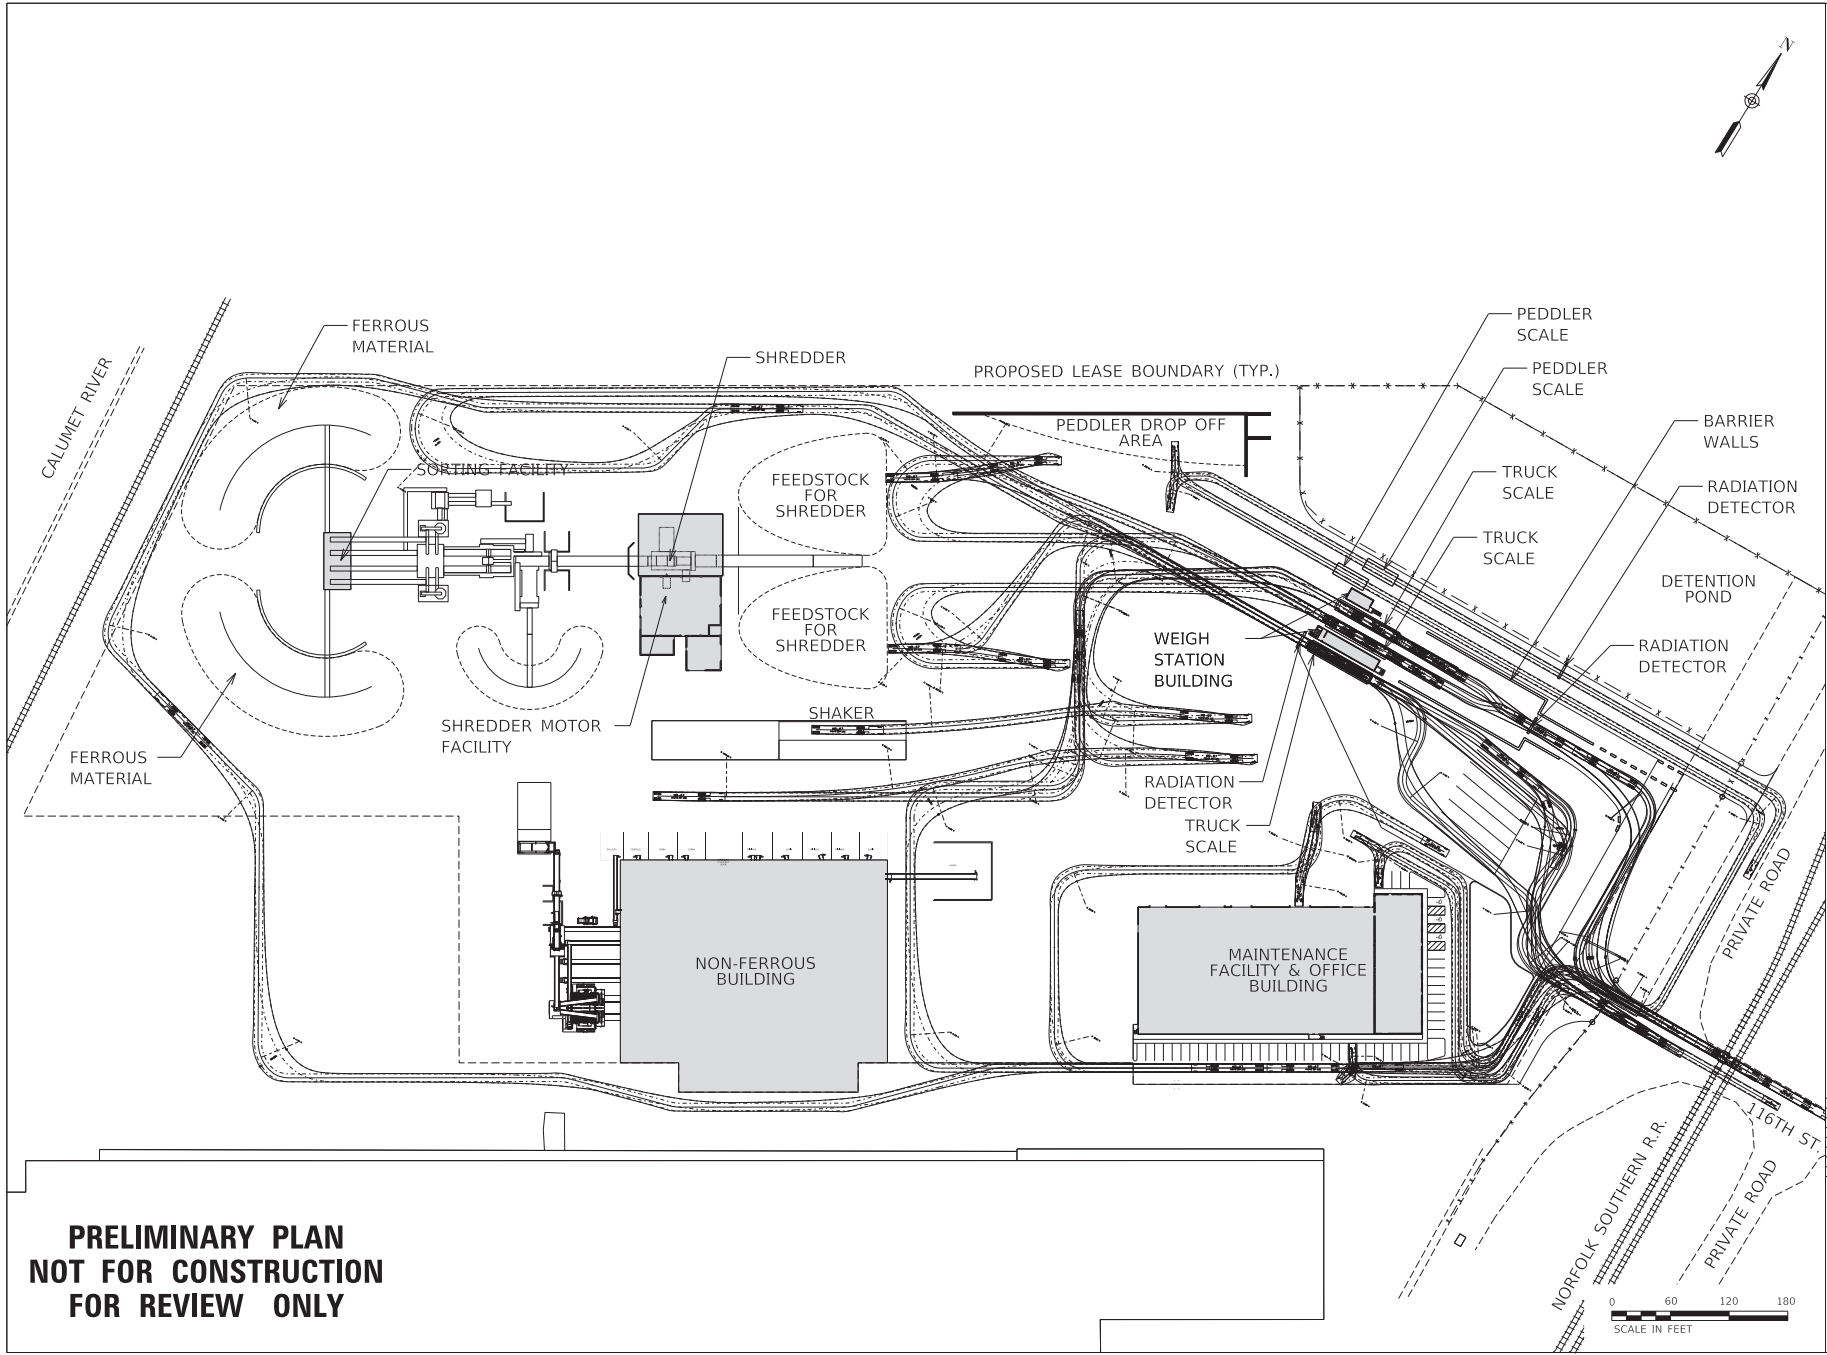 N
PEDDLER
SCALE
FERROUS
MATERIAL
SHREDDER
PROPOSED LEASE BOUNDARY (TYP.)
PEDDLER
SCALE
CALUMET RIVER
PEDDLER DROP OFF
AREA
BARRIER
WALLS
SORTING FACILITY
FEEDSTOCK
FOR
SHREDDER
TRUCK
SCALE
RADIATION
DETECTOR
TRUCK
SCALE
DETENTION
POND
FEEDSTOCK
FOR
SHREDDER
WEIGH
STATION
BUILDING
RADIATION
DETECTOR
SHREDDER MOTOR
FACILITY
SHAKER
FERROUS
MATERIAL
RADIATION
DETECTOR
TRUCK
SCALE
PRIVATE ROAD
NON-FERROUS
BUILDING
MAINTENANCE
FACILITY & OFFICE
BUILDING
116TH ST.
NORFOLK SOUTHERN R.R.
PRIVATE ROAD
PRELIMINARY PLAN
NOT FOR CONSTRUCTION
FOR REVIEW ONLY
0 60 120 180
SCALE IN FEET